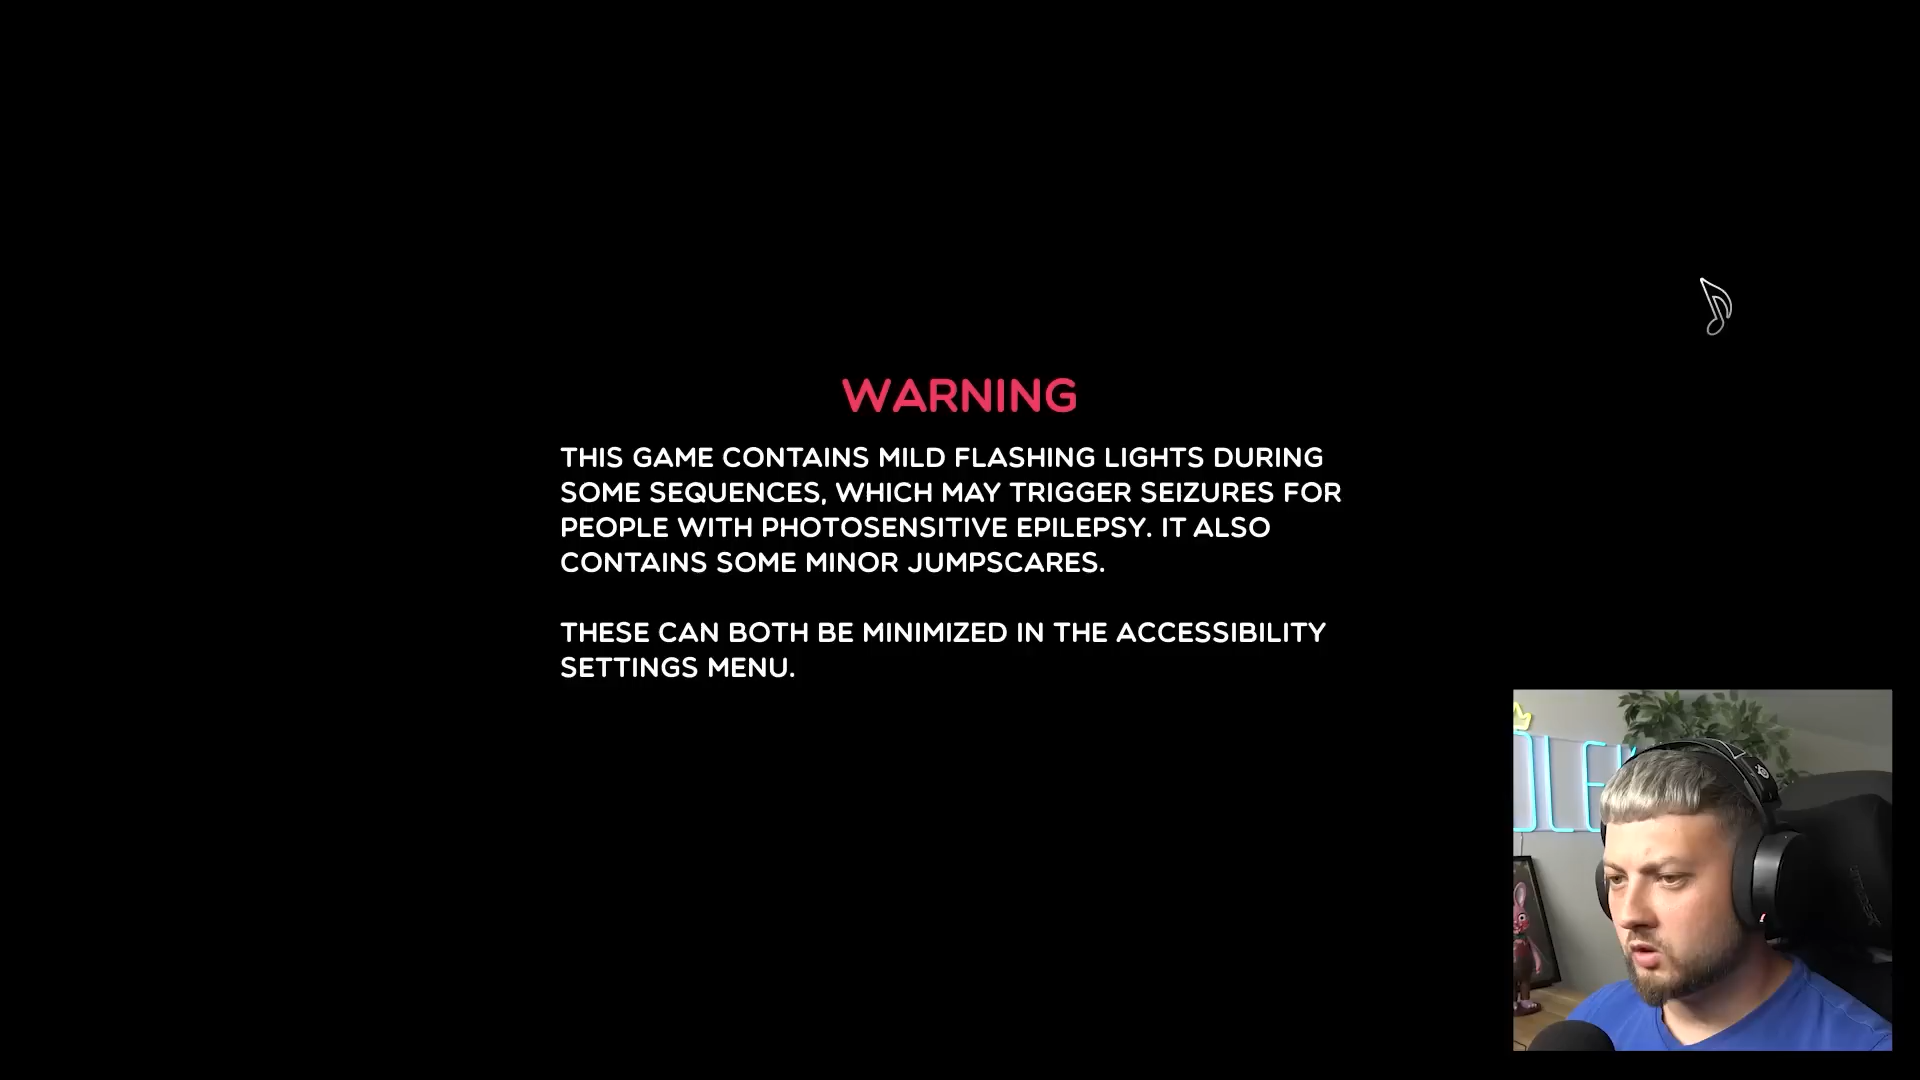 WARNING
THIS GAME CONTAINS MILD FLASHING LIGHTS DURING
SOME SEQUENCES, WHICH MAY TRIGGER SEIZURES FOR
PEOPLE WITH PHOTOSENSITIVE EPILEPSY. IT ALSO
CONTAINS SOME MINOR JUMPSCARES.
THESE CAN BOTH BE MINIMIZED IN THE ACCESSIBILITY
SETTINGS MENU.